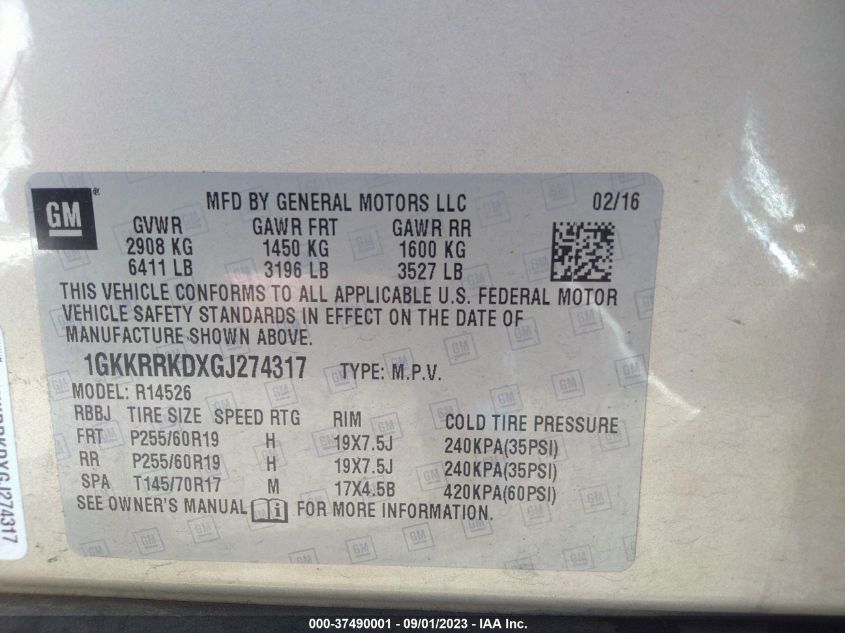 GM
®
MFD BY GENERAL MOTORS LLC 02/16
GVWR GAWR FRT GAWR RR
2908 KG 1450 KG 1600 KG
6411 LB 3196 LB 3527 LB
THIS VEHICLE CONFORMS TO ALL APPLICABLE U.S. FEDERAL MOTOR
VEHICLE SAFETY STANDARDS IN EFFECT ON THE DATE OF
MANUFACTURE SHOWN ABOVE.
1GKKRRKDXGJ274317 TYPE: M.P.V.
MODEL: R14526
RBBJ TIRE SIZE SPEED RTG RIM COLD TIRE PRESSURE
FRT P255/60R19 H 19X7.5J 240KPA(35PSI)
RR P255/60R19 H 19X7.5J 240KPA(35PSI)
SPA T145/70R17 M 17X4.5B 420KPA(60PSI)
SEE OWNER'S MANUAL FOR MORE INFORMATION.
000-37490001 - 09/01/2023 - IAA Inc.